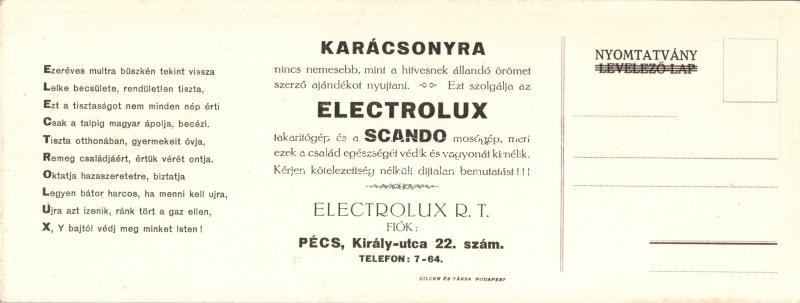 Ezeréves multra büszkén tekint vissza
Lelke becsülete, rendületlen tiszta,
Ezt a tisztaságot nem minden nép érti
Csak a talpig magyar ápolja, becézi.
Tiszta otthonában, gyermekeit óvja,
Remeg családjáért, értük vérét ontja.
Oktatja hazaszeretetre, biztatja
Legyen bátor harcos, ha menni kell ujra,
Ujra azt izenik, ránk tört a gaz ellen,
X, Y bajtól védj meg minket Isten !
KARÁCSONYRA
nincs nemesebb, mint a hitvesnek állandó örömet
szerző ajándékot nyujtani. Ezt szolgálja az
ELECTROLUX
takaritógép és a SCANDO mosógép, mert
ezek a család egészségét védik és vagyonát kimélik.
Kérjen kötelezettség nélküli dijtalan bemutatást!!!
ELECTROLUX R. T.
FIÓK:
PÉCS, Király-utca 22. szám.
TELEFON: 7-64.
CILCER ÉS TÁRSA BUDAPEST
NYOMTATVÁNY
LEVELEZŐ-LAP